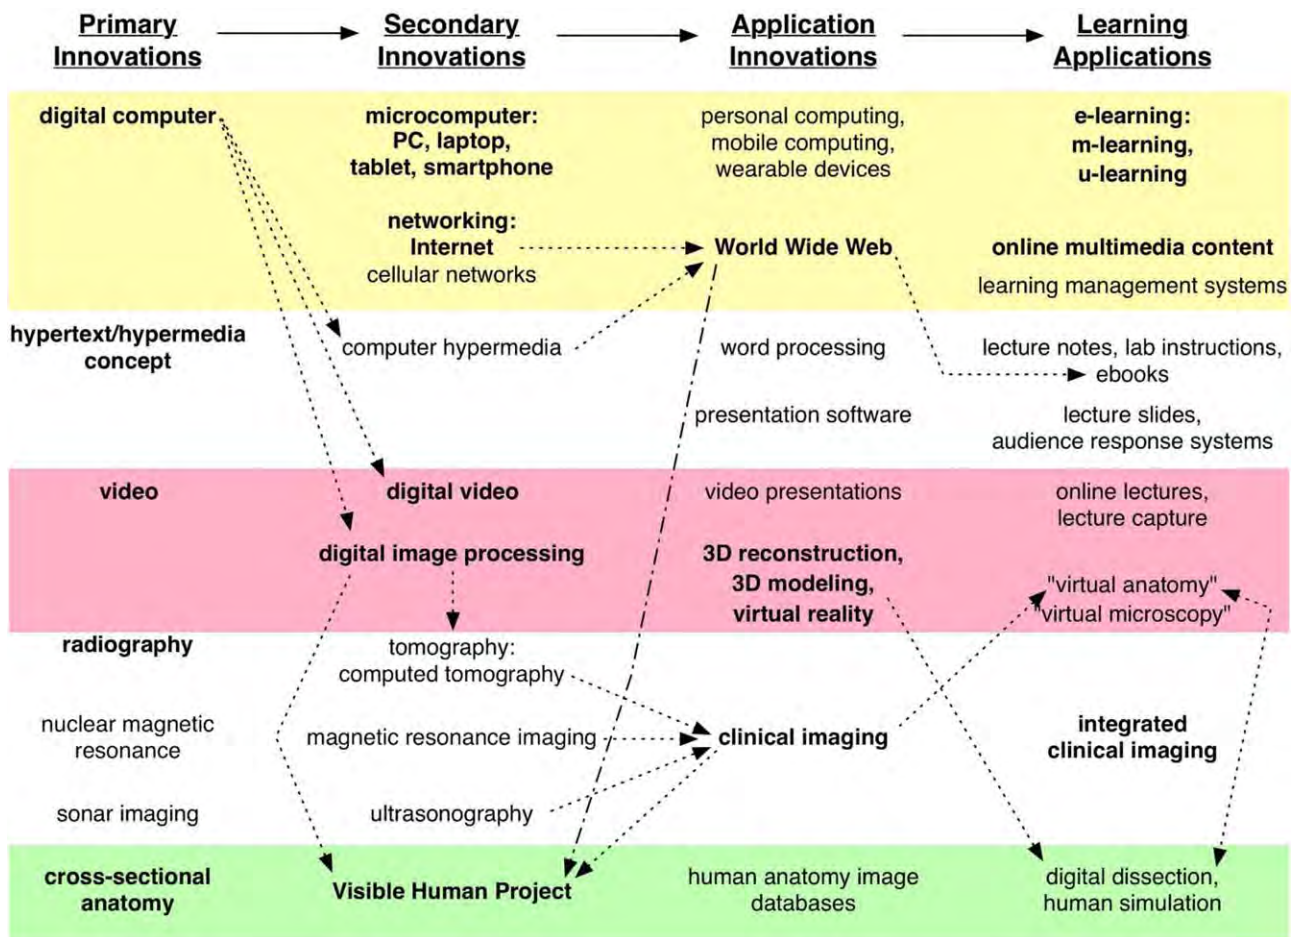 Primary
Innovations
Secondary
Innovations
Application
Innovations
Learning
Applications
digital computer
microcomputer:
PC, laptop,
tablet, smartphone
personal computing,
mobile computing,
wearable devices
e-learning:
m-learning,
u-learning
networking:
Internet
cellular networks
World Wide Web
online multimedia content
learning management systems
hypertext/hypermedia
concept
computer hypermedia
word processing
lecture notes, lab instructions,
ebooks
presentation software
lecture slides,
audience response systems
video
digital video
video presentations
online lectures,
lecture capture
digital image processing
3D reconstruction,
3D modeling,
virtual reality
"virtual anatomy"
"virtual microscopy"
radiography
tomography:
computed tomography
nuclear magnetic
resonance
magnetic resonance imaging
clinical imaging
integrated
clinical imaging
sonar imaging
ultrasonography
cross-sectional
anatomy
Visible Human Project
human anatomy image
databases
digital dissection,
human simulation